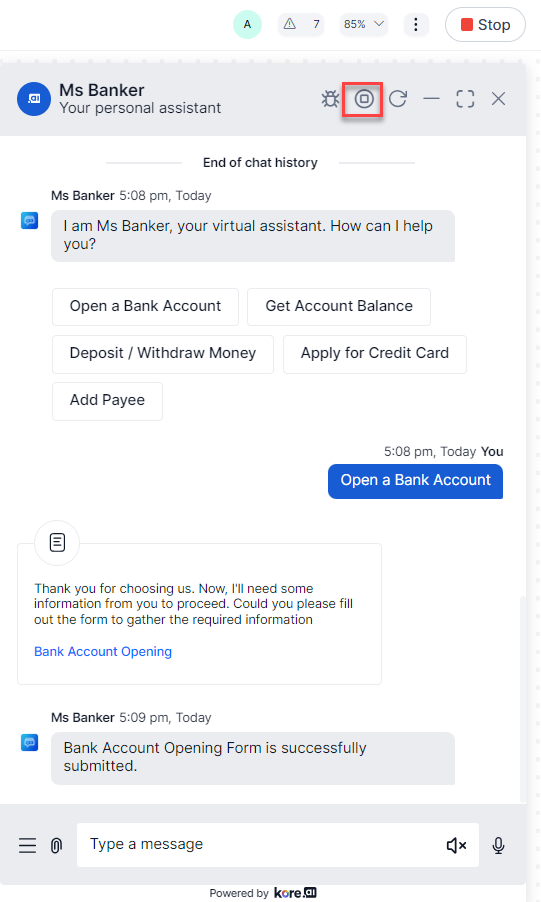 A
7
85%
Stop
.ai
Ms Banker
Your personal assistant
End of chat history
Ms Banker 5:08 pm, Today
I am Ms Banker, your virtual assistant. How can I help
you?
Open a Bank Account
Get Account Balance
Deposit / Withdraw Money
Apply for Credit Card
Add Payee
5:08 pm, Today You
Open a Bank Account
Thank you for choosing us. Now, I'll need some
information from you to proceed. Could you please fill
out the form to gather the required information
Bank Account Opening
Ms Banker 5:09 pm, Today
Bank Account Opening Form is successfully
submitted.
Type a message
Powered by kore.ai